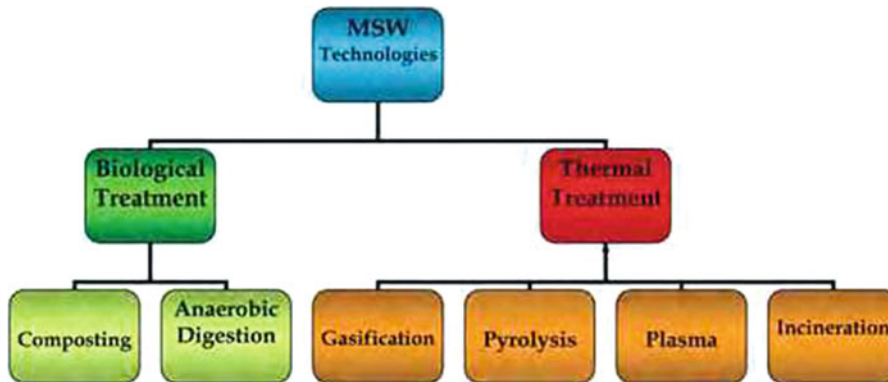 MSW
Technologies
Biological
Treatment
Thermal
Treatment
Composting
Anaerobic
Digestion
Gasification
Pyrolysis
Plasma
Incineration